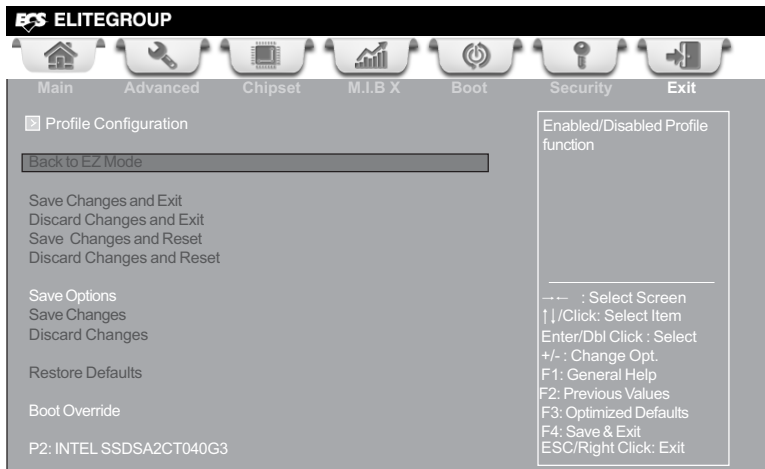 ECS ELITEGROUP
Main Advanced Chipset M.I.B X Boot Security Exit
Profile Configuration
Back to EZ Mode
Save Changes and Exit
Discard Changes and Exit
Save Changes and Reset
Discard Changes and Reset
Save Options
Save Changes
Discard Changes
Restore Defaults
Boot Override
P2: INTEL SSDSA2CT040G3
Enabled/Disabled Profile
function
→← : Select Screen
↑↓/Click: Select Item
Enter/Dbl Click : Select
+/- : Change Opt.
F1: General Help
F2: Previous Values
F3: Optimized Defaults
F4: Save & Exit
ESC/Right Click: Exit